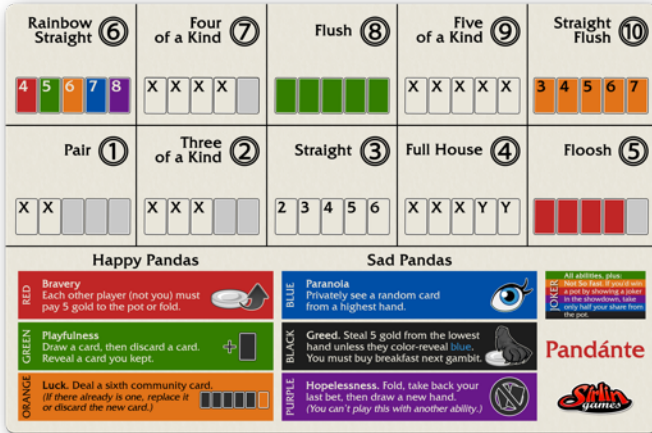 Rainbow Straight 6
4 5 6 7 8
Four of a Kind 7
X X X X
Flush 8
Five of a Kind 9
X X X X X
Straight Flush 10
3 4 5 6 7
Pair 1
X X
Three of a Kind 2
X X X
Straight 3
2 3 4 5 6
Full House 4
X X X Y Y
Floosh 5
Happy Pandas
RED
Bravery
Each other player (not you) must
pay 5 gold to the pot or fold.
GREEN
Playfulness
Draw a card, then discard a card.
Reveal a card you kept.
ORANGE
Luck. Deal a sixth community card.
(If there already is one, replace it
or discard the new card.)
Sad Pandas
BLUE
Paranoia
Privately see a random card
from a highest hand.
BLACK
Greed. Steal 5 gold from the lowest
hand unless they color-reveal blue.
You must buy breakfast next gambit.
PURPLE
Hopelessness. Fold, take back your
last bet, then draw a new hand.
(You can't play this with another ability.)
JOKER
All abilities, plus:
Not So Fast. If you'd win
a pot by showing a joker
in the showdown, take
only half your share from
the pot.
Pandánte
Sirlin
games